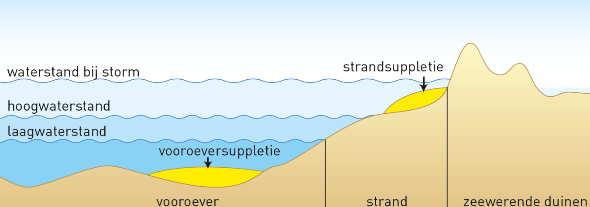 strandsuppletie
waterstand bij storm
hoogwaterstand
laagwaterstand
vooroeversuppletie
vooroever
strand
zeewerende duinen